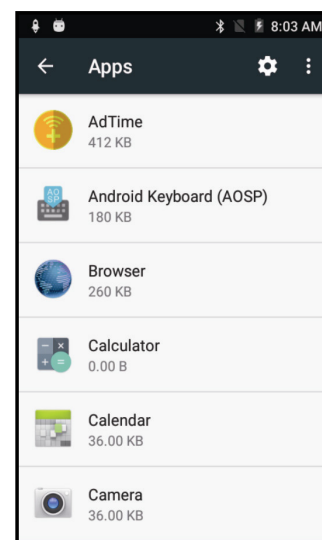 8:03 AM
Apps
AdTime
412 KB
AOSP
Android Keyboard (AOSP)
180 KB
Browser
260 KB
Calculator
0.00 B
Calendar
36.00 KB
Camera
36.00 KB